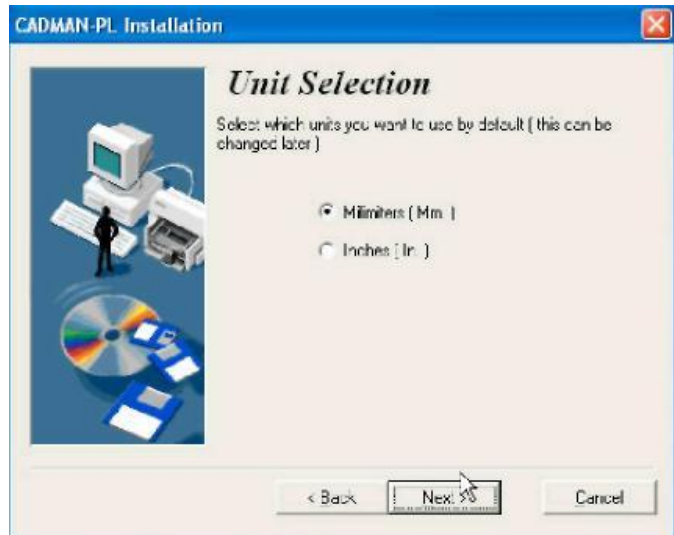 CADMAN-PL Installation
Unit Selection
Select which units you want to use by default ( this can be
changed later )
Milimiters ( Mm. )
Inches ( In. )
< Back
Next >
Cancel